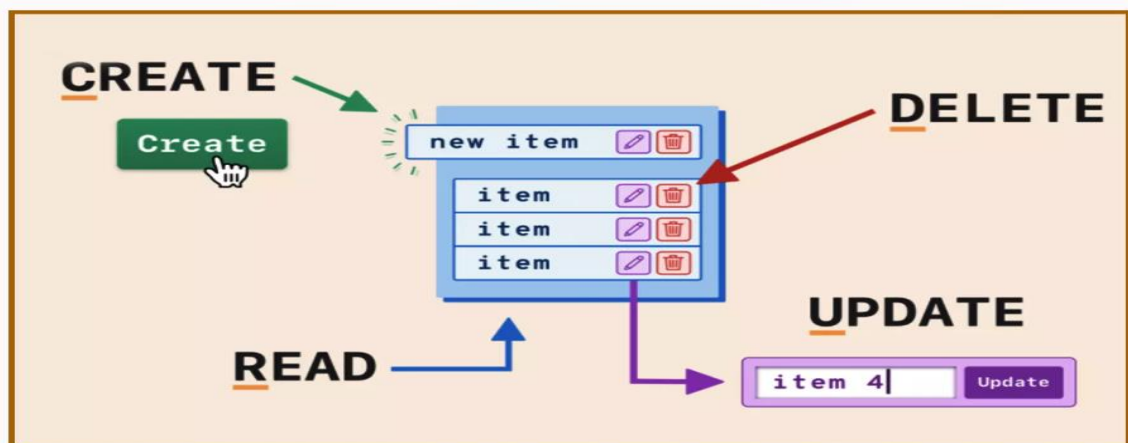 CREATE
Create
new item
item
item
item
DELETE
READ
UPDATE
item 4
Update